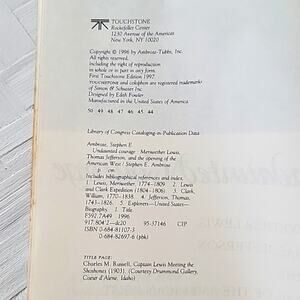 TOUCHSTONE
Rockefeller Center
1230 Avenue of the Americas
New York, NY 10020
Copyright © 1996 by Ambrose-Tubbs, Inc.
All rights reserved,
including the right of reproduction
in whole or in part in any form.
First Touchstone Edition 1997
TOUCHSTONE and colophon are registered trademarks
of Simon & Schuster Inc.
Designed by Edith Fowler
Manufactured in the United States of America
50 49 48 47 46 45 44
Library of Congress Cataloging-in-Publication Data
Ambrose, Stephen E.
Undaunted courage : Meriwether Lewis,
Thomas Jefferson, and the opening of the
American West / Stephen E. Ambrose
p. cm
Includes bibliographical references and index.
1. Lewis, Meriwether, 1774–1809. 2. Lewis
and Clark Expedition (1804–1806). 3. Clark,
William, 1770–1838. 4. Jefferson, Thomas,
1743–1826. 5. Explorers—United States—
Biography. I. Title.
E592.7A49 1996
917.804'2—dc20 95-37146 CIP
ISBN 0-684-81107-3
0-684-82697-6 (pbk)
TITLE PAGE:
Charles M. Russell, Captain Lewis Meeting the
Shoshones (1903). (Courtesy Drummond Gallery,
Coeur d'Alene, Idaho)